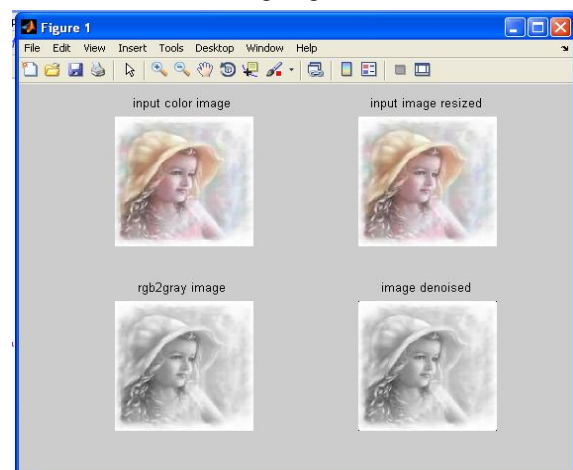 Figure 1
File Edit View Insert Tools Desktop Window Help
input color image
input image resized
rgb2gray image
image denoised